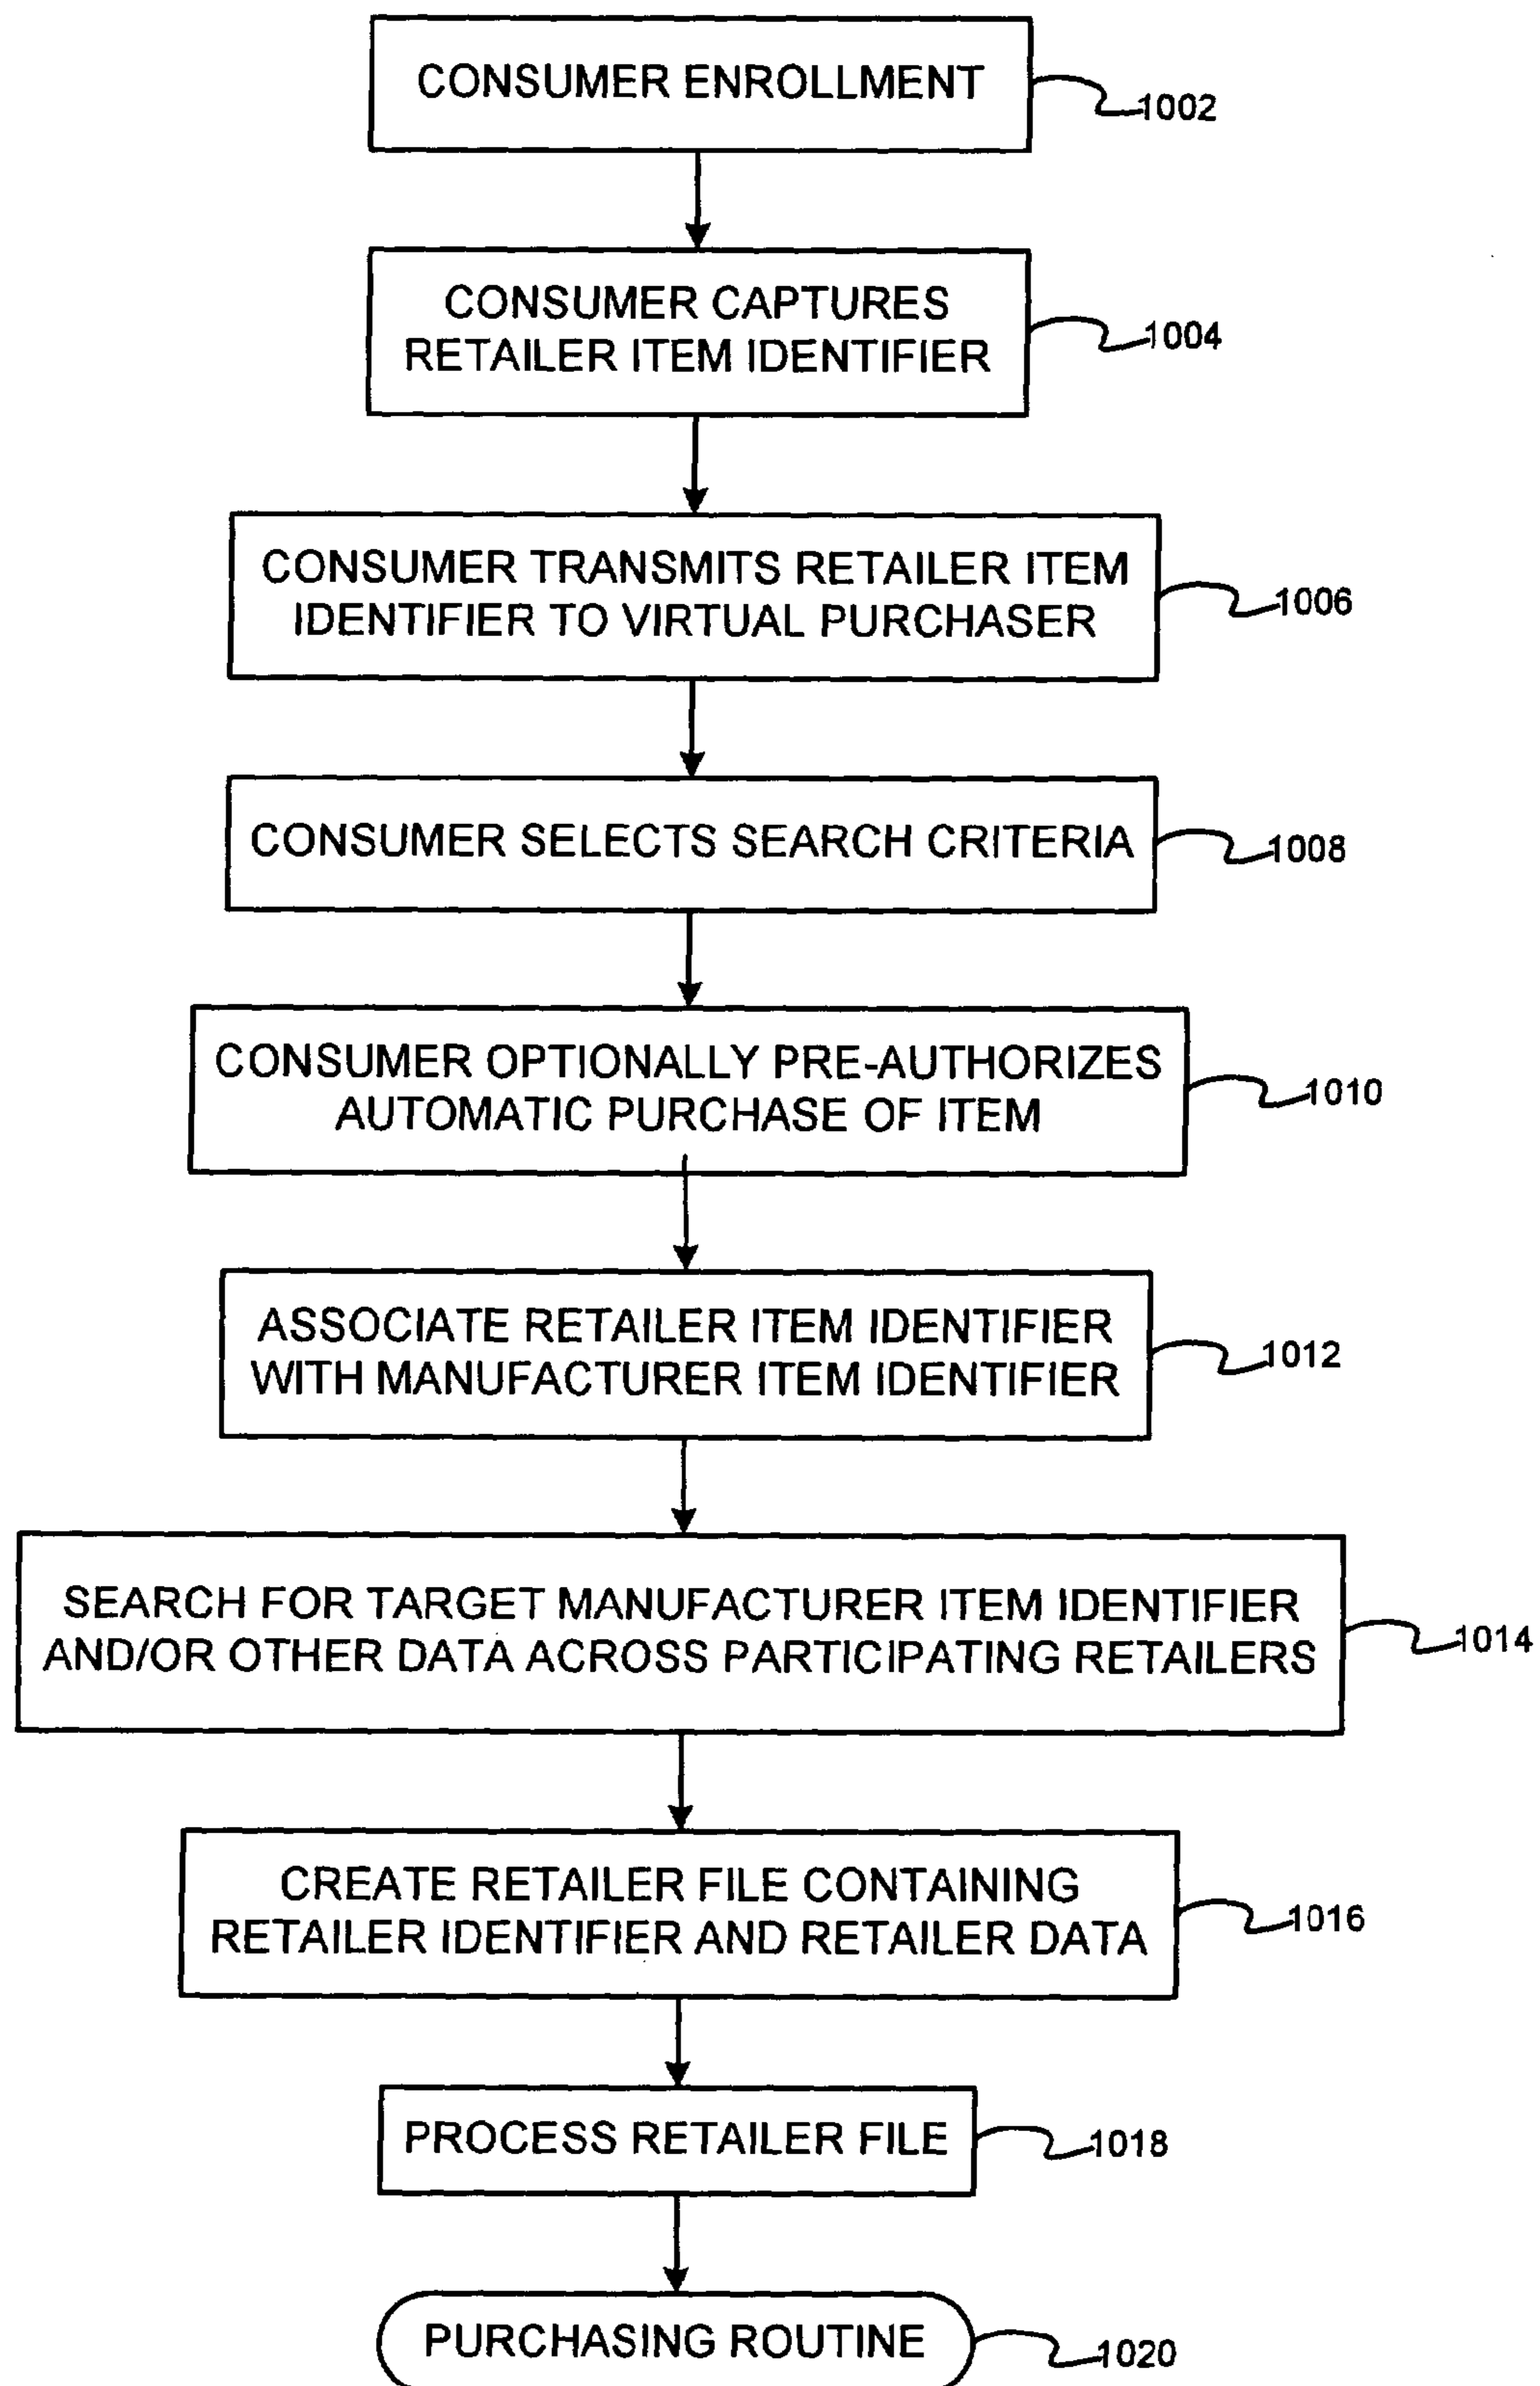 CONSUMER ENROLLMENT
1002
CONSUMER CAPTURES
RETAILER ITEM IDENTIFIER
1004
CONSUMER TRANSMITS RETAILER ITEM
IDENTIFIER TO VIRTUAL PURCHASER
1006
CONSUMER SELECTS SEARCH CRITERIA
1008
CONSUMER OPTIONALLY PRE-AUTHORIZES
AUTOMATIC PURCHASE OF ITEM
1010
ASSOCIATE RETAILER ITEM IDENTIFIER
WITH MANUFACTURER ITEM IDENTIFIER
1012
SEARCH FOR TARGET MANUFACTURER ITEM IDENTIFIER
AND/OR OTHER DATA ACROSS PARTICIPATING RETAILERS
1014
CREATE RETAILER FILE CONTAINING
RETAILER IDENTIFIER AND RETAILER DATA
1016
PROCESS RETAILER FILE
1018
PURCHASING ROUTINE
1020